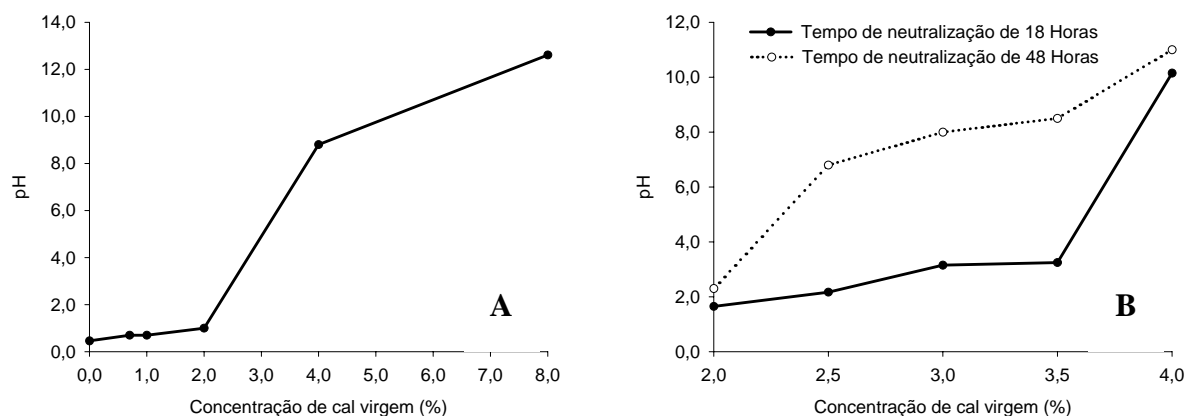 14,0
12,0
10,0
8,0
6,0
4,0
2,0
0,0
pH
0,0 1,0 2,0 3,0 4,0 5,0 6,0 7,0 8,0
Concentração de cal virgem (%)
A
12,0
10,0
8,0
6,0
4,0
2,0
0,0
pH
Tempo de neutralização de 18 Horas
Tempo de neutralização de 48 Horas
2,0 2,5 3,0 3,5 4,0
Concentração de cal virgem (%)
B